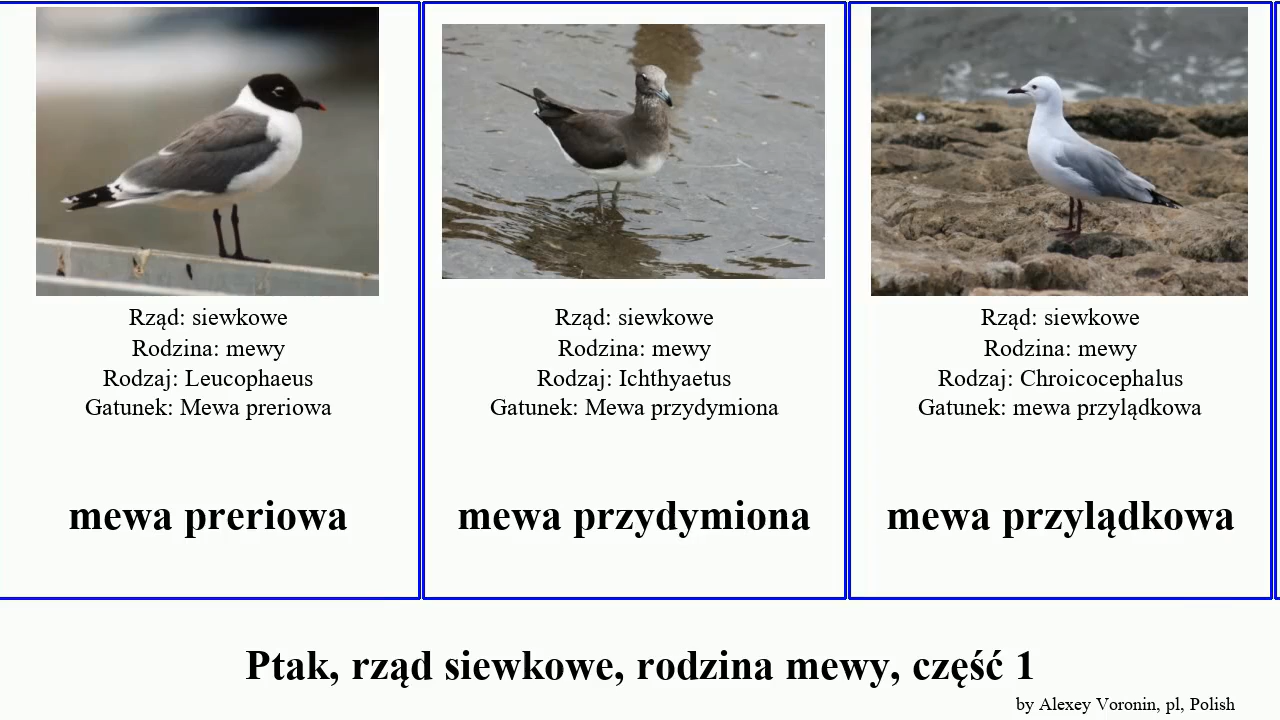 Rząd: siewkowe
Rodzina: mewy
Rodzaj: Leucophaeus
Gatunek: Mewa preriowa
mewa preriowa
Rząd: siewkowe
Rodzina: mewy
Rodzaj: Ichthyaetus
Gatunek: Mewa przydymiona
mewa przydymiona
Rząd: siewkowe
Rodzina: mewy
Rodzaj: Chroicocephalus
Gatunek: mewa przylądkowa
mewa przylądkowa
Ptak, rząd siewkowe, rodzina mewy, część 1
by Alexey Voronin, pl, Polish